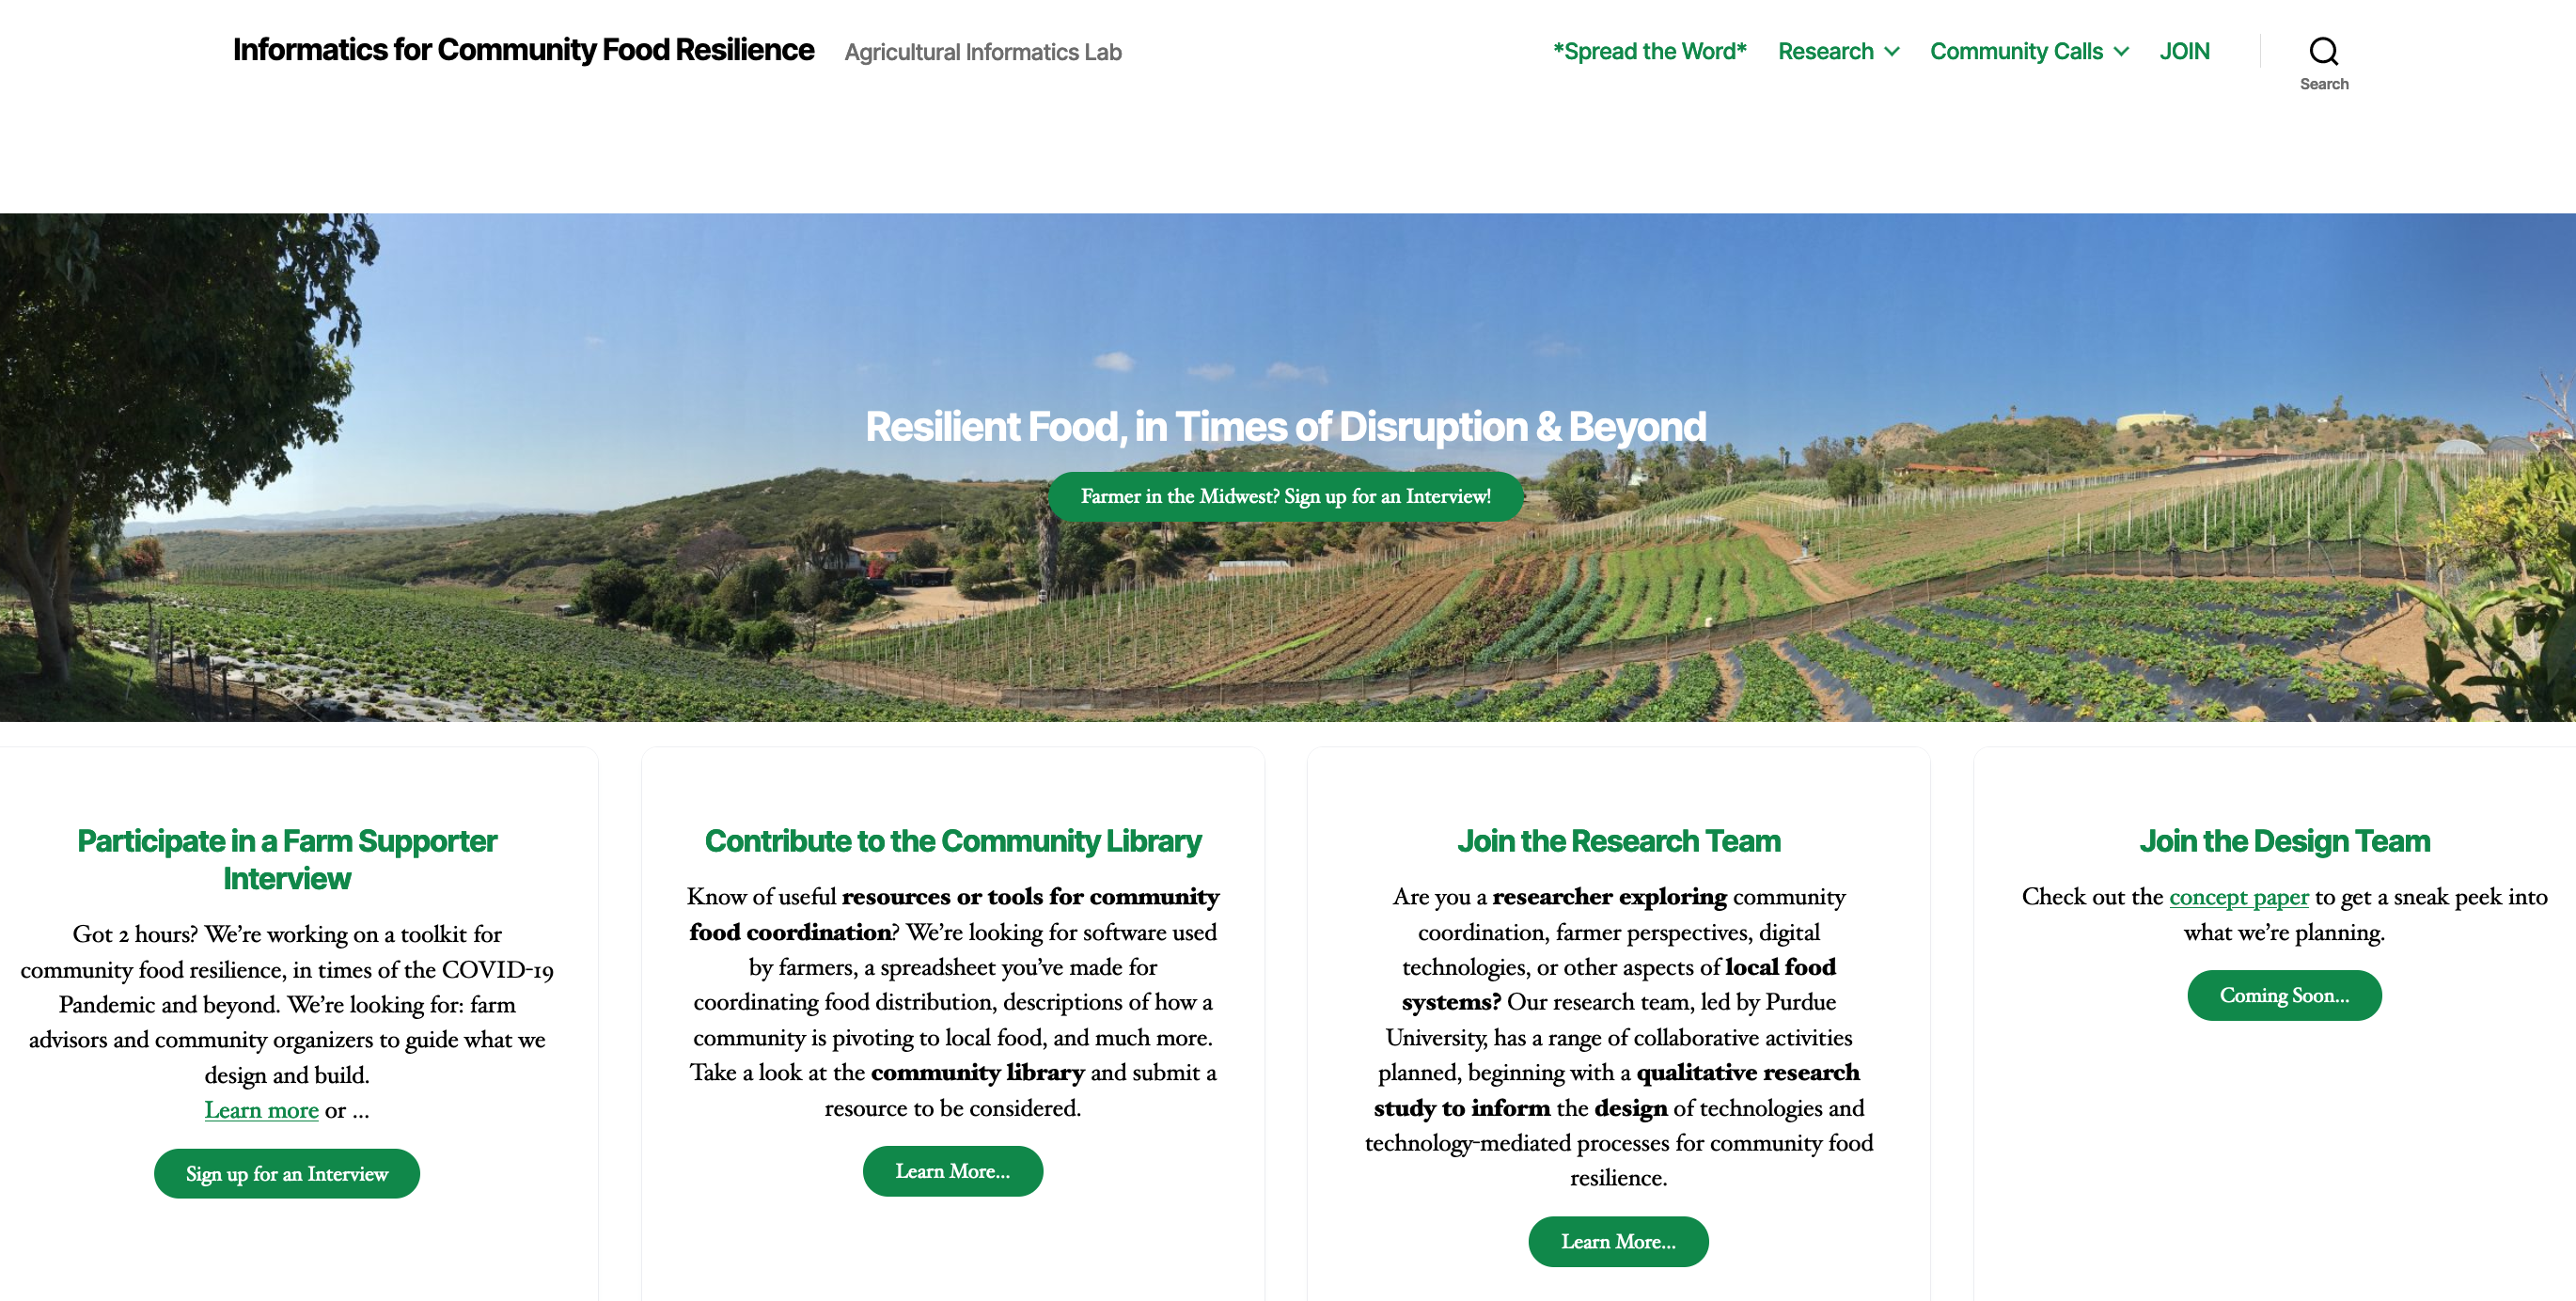 Informatics for Community Food Resilience
Agricultural Informatics Lab
*Spread the Word*
Research
Community Calls
JOIN
Search
Resilient Food, in Times of Disruption & Beyond
Farmer in the Midwest? Sign up for an Interview!
Participate in a Farm Supporter
Interview
Got 2 hours? We’re working on a toolkit for
community food resilience, in times of the COVID-19
Pandemic and beyond. We’re looking for: farm
advisors and community organizers to guide what we
design and build.
Learn more or ...
Sign up for an Interview
Contribute to the Community Library
Know of useful resources or tools for community
food coordination? We’re looking for software used
by farmers, a spreadsheet you’ve made for
coordinating food distribution, descriptions of how a
community is pivoting to local food, and much more.
Take a look at the community library and submit a
resource to be considered.
Learn More...
Join the Research Team
Are you a researcher exploring community
coordination, farmer perspectives, digital
technologies, or other aspects of local food
systems? Our research team, led by Purdue
University, has a range of collaborative activities
planned, beginning with a qualitative research
study to inform the design of technologies and
technology-mediated processes for community food
resilience.
Learn More...
Join the Design Team
Check out the concept paper to get a sneak peek into
what we’re planning.
Coming Soon...